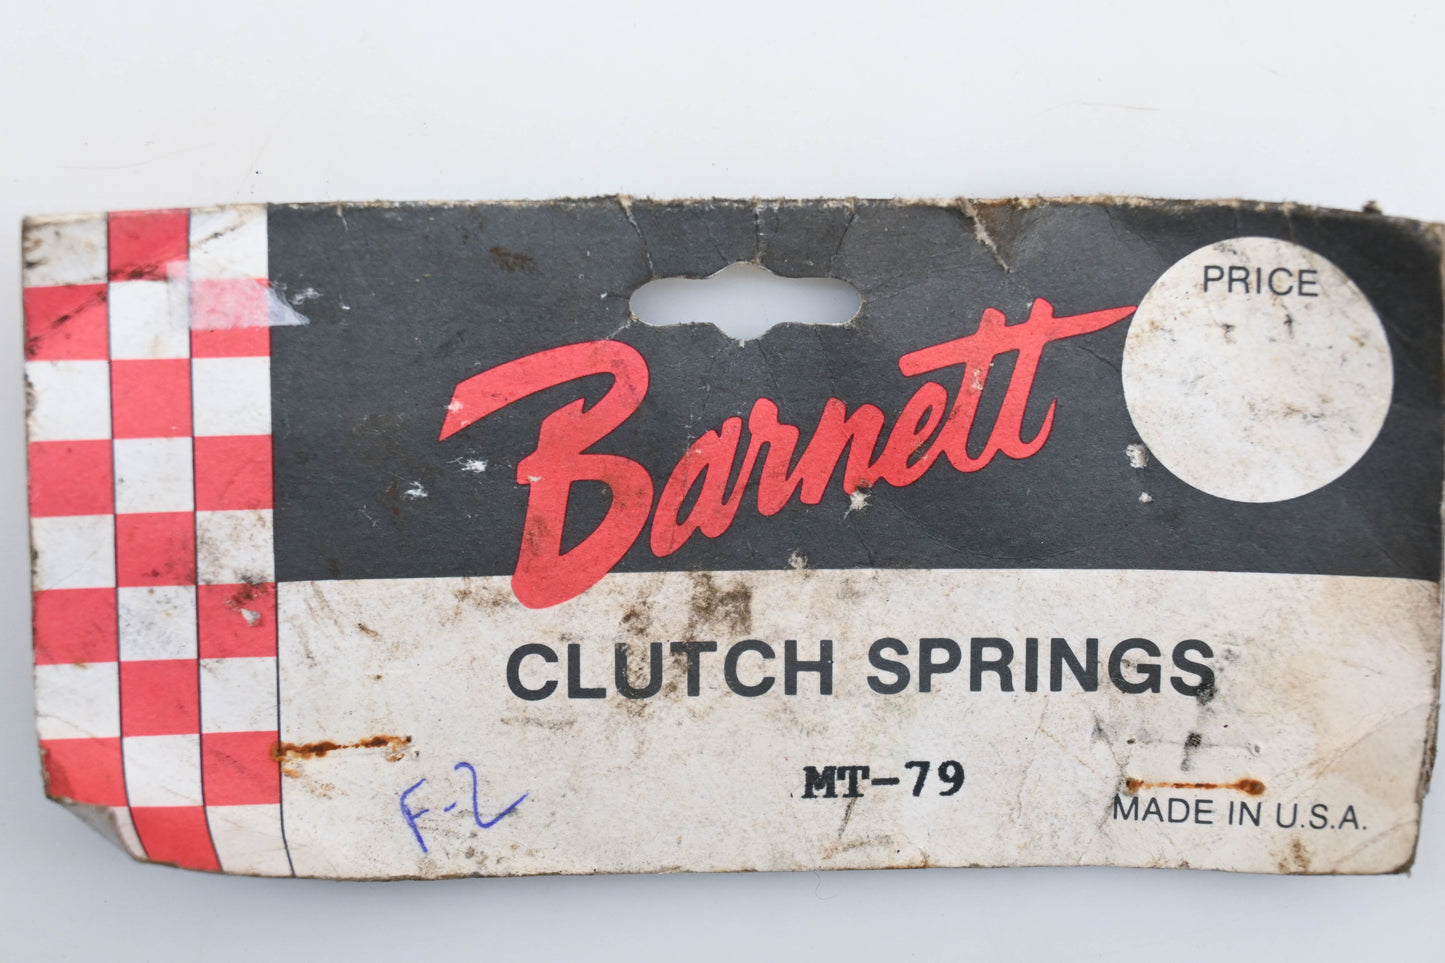 PRICE
Barnett
CLUTCH SPRINGS
MT-79
F-2
MADE IN U.S.A.